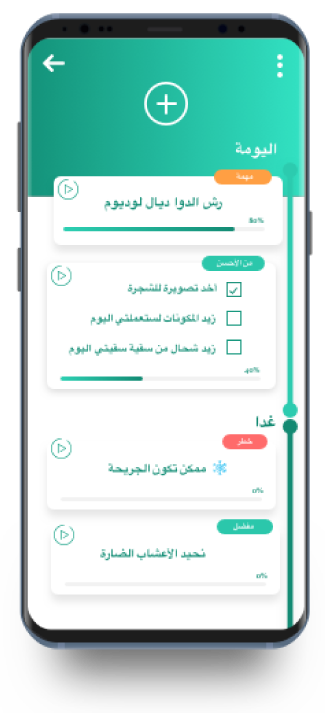 اليومة
مهمة
رش الدوا ديال لوديوم
80%
من الأحسن
أخد تصويرة للشجرة
زيد المكونات لستعملتي اليوم
زيد شحال من سقية سقيتي اليوم
40%
غدا
خطر
ممكن تكون الجريحة
0%
مفضل
نحيد الأعشاب الضارة
0%